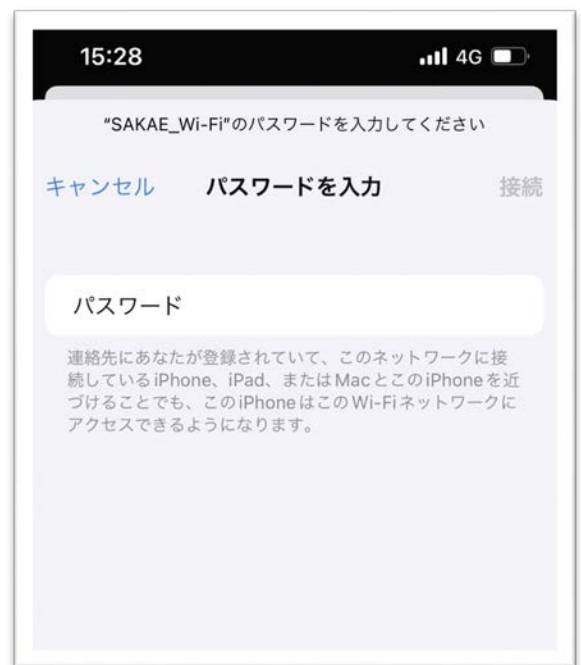 15:28
4G
“SAKAE_Wi-Fi”のパスワードを入力してください
キャンセル パスワードを入力 接続
パスワード
連絡先にあなたが登録されていて、このネットワークに接
続しているiPhone、iPad、またはMacとこのiPhoneを近
づけることでも、このiPhoneはこのWi-Fiネットワークに
アクセスできるようになります。